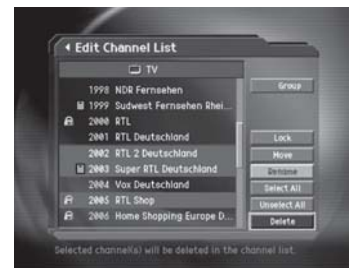 Edit Channel List
TV
1998 NDR Fernsehen
1999 Sudwest Fernsehen Rhei...
2000 RTL
2001 RTL Deutschland
2002 RTL 2 Deutschland
2003 Super RTL Deutschland
2004 Vox Deutschland
2005 RTL Shop
2006 Home Shopping Europe D...
Group
Lock
Move
Rename
Select All
Unselect All
Delete
Selected channel(s) will be deleted in the channel list.